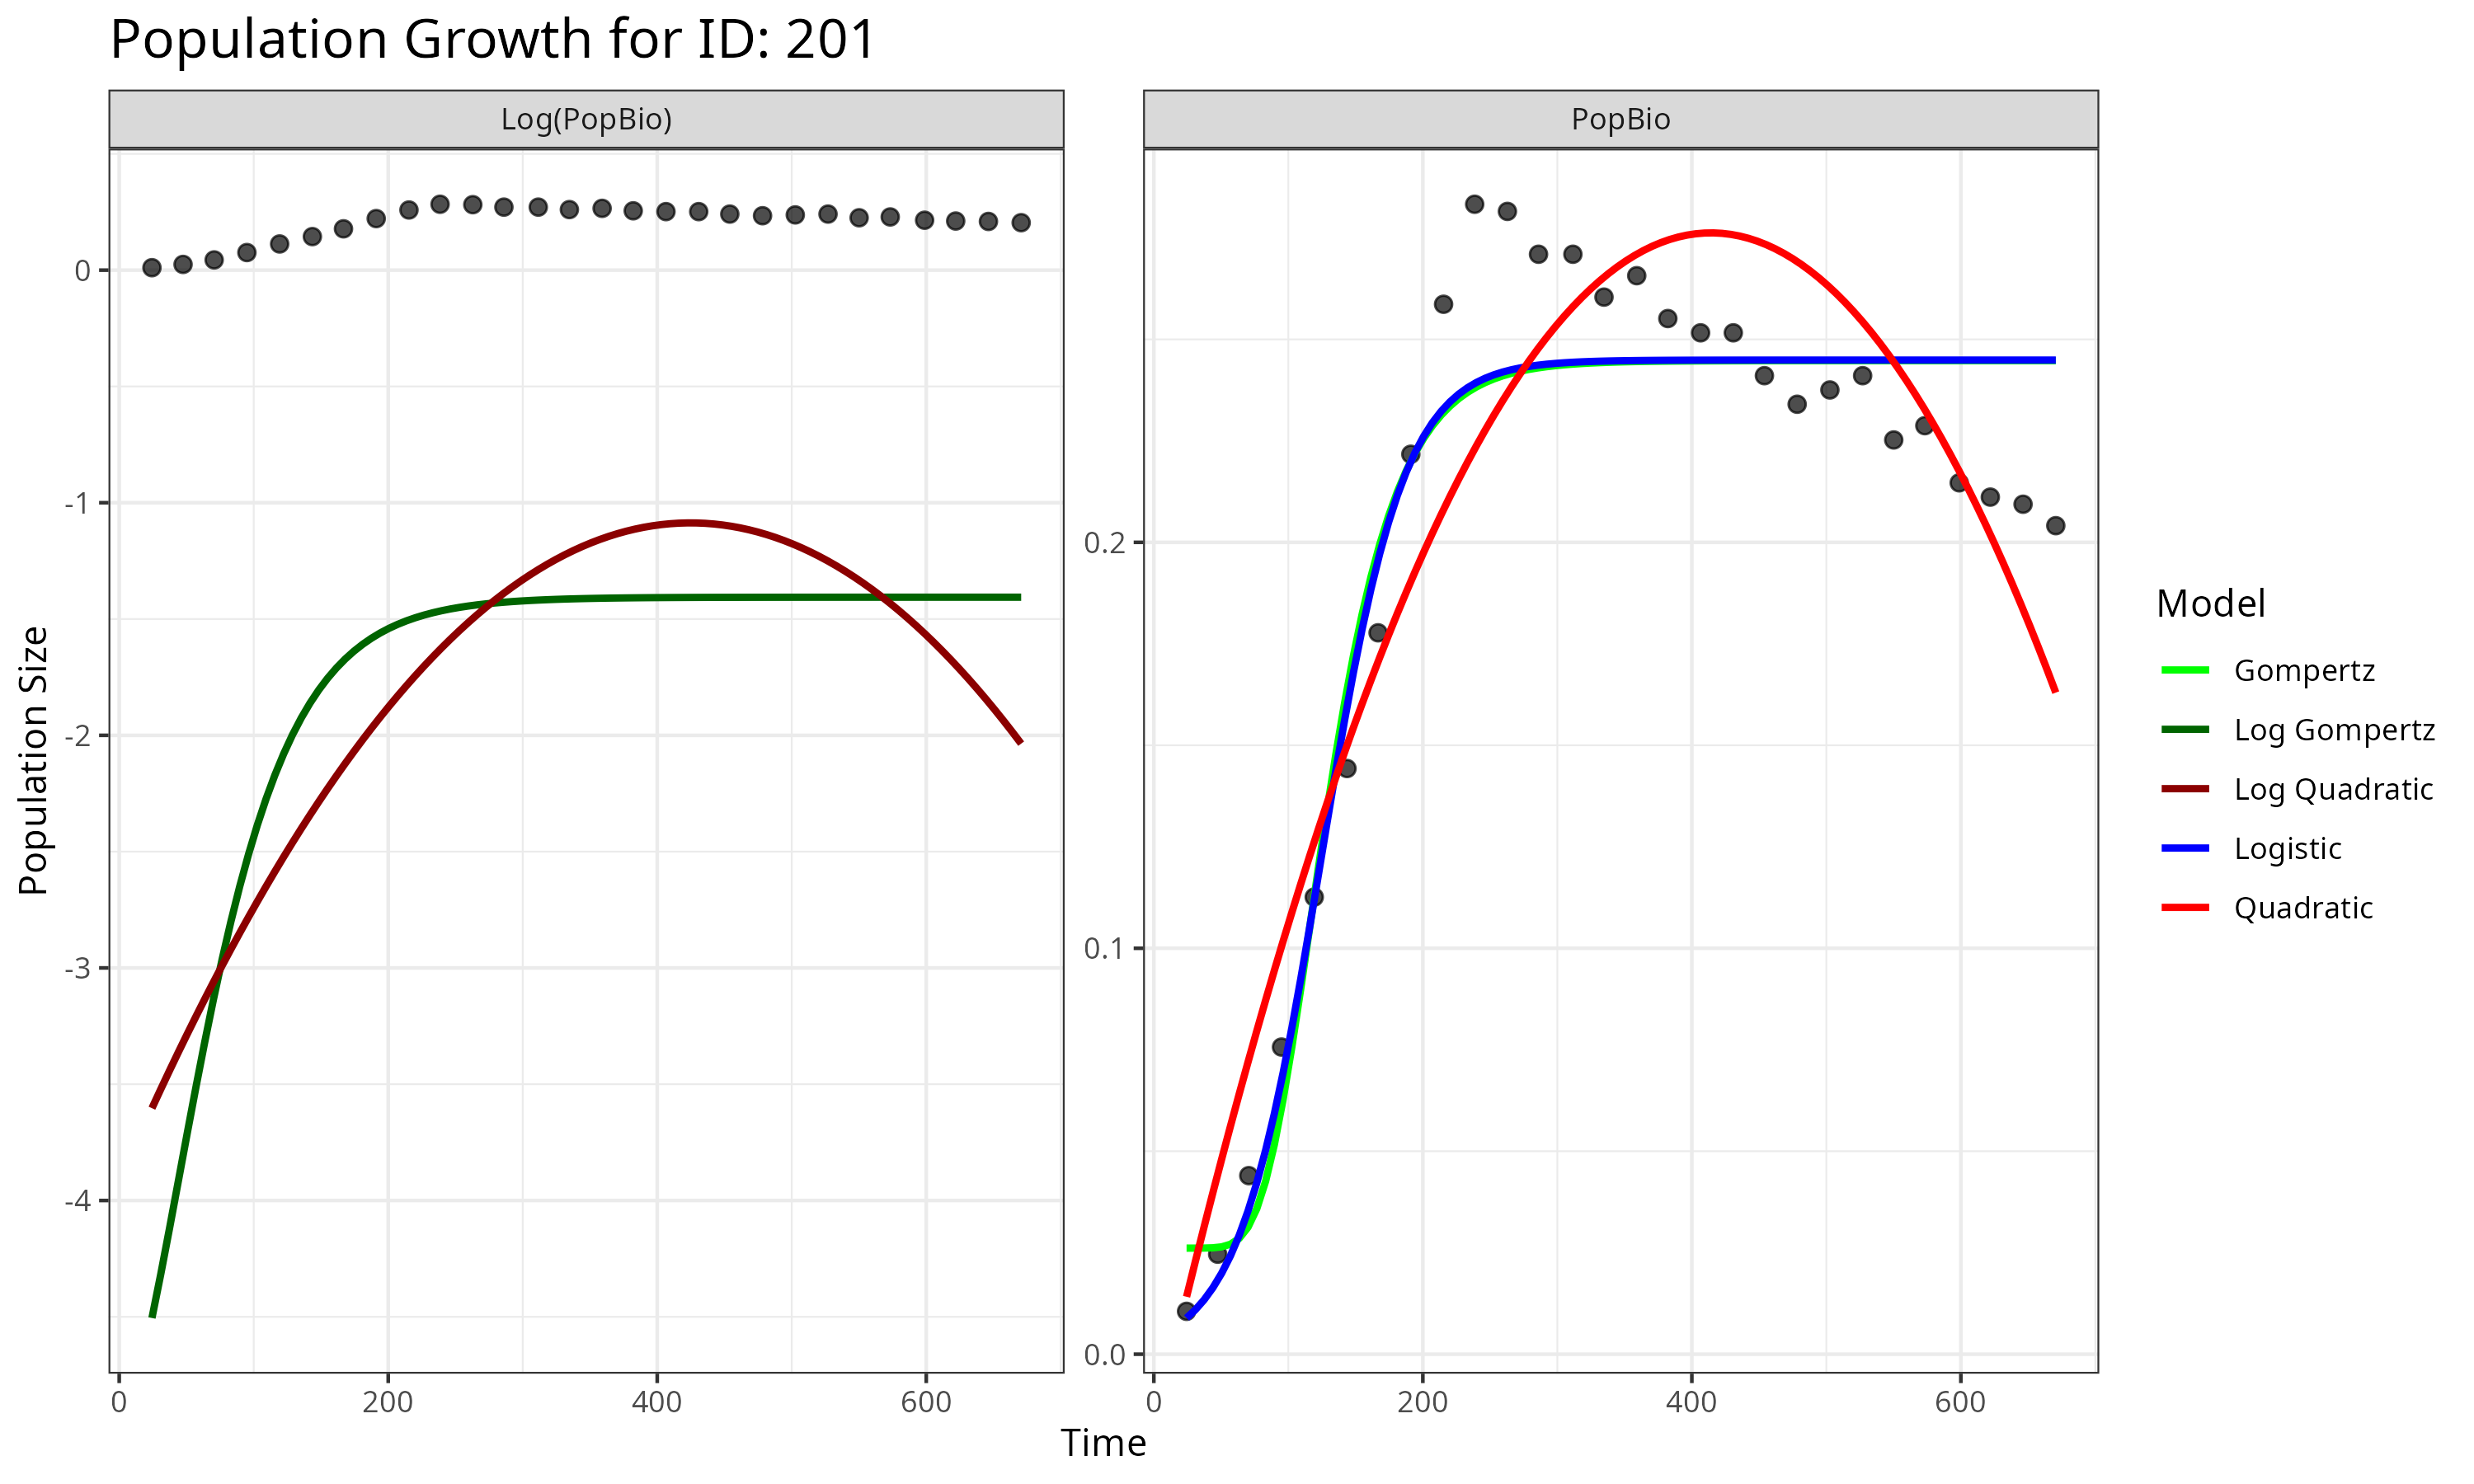 Population Growth for ID: 201
Log(PopBio)
PopBio
Population Size
0
-1
-2
-3
-4
0.2
0.1
0.0
0 200 400 600
0 200 400 600
Time
Model
Gompertz
Log Gompertz
Log Quadratic
Logistic
Quadratic